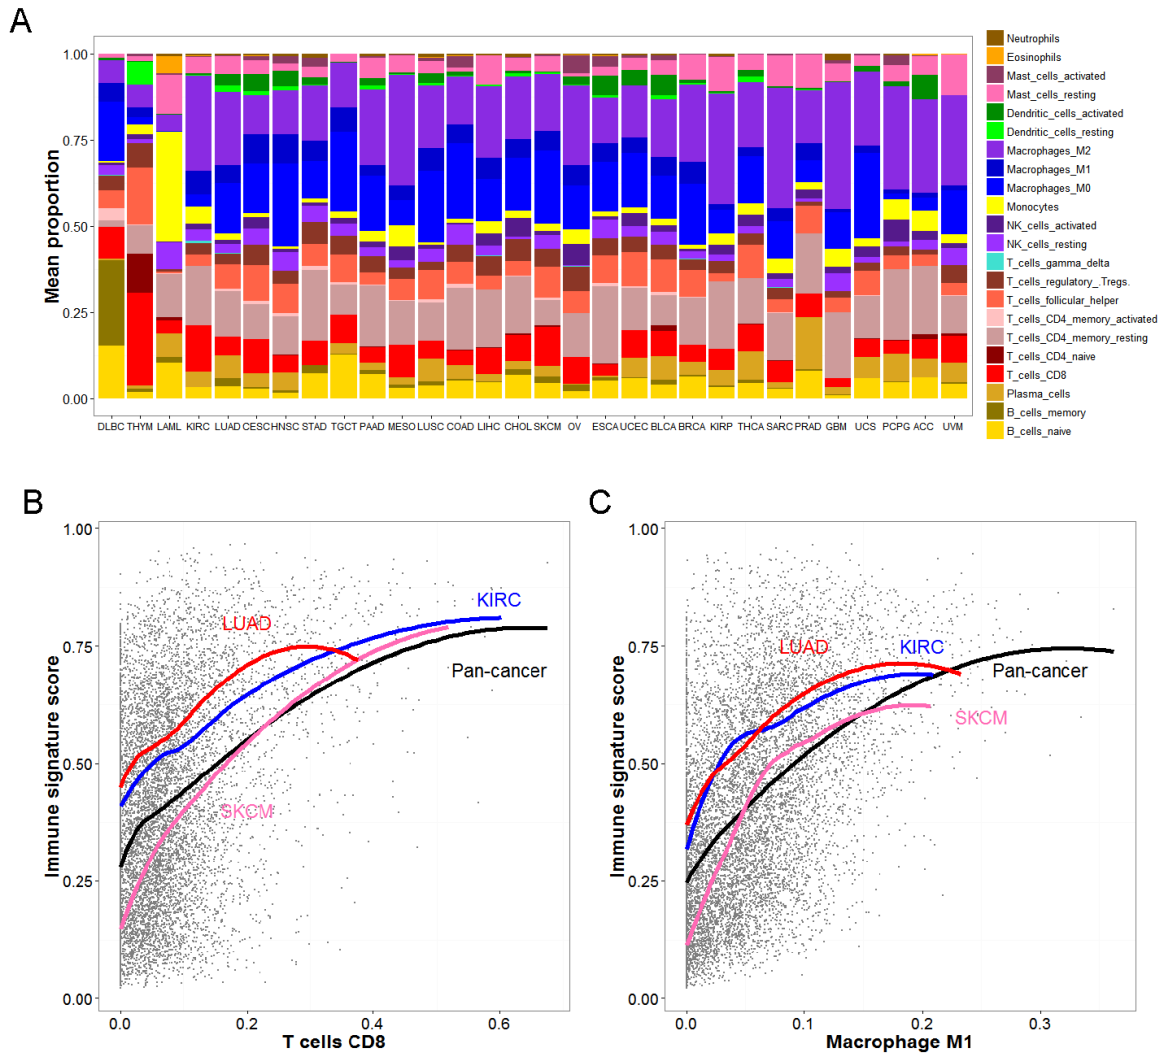 A
1.00
0.75
0.50
0.25
0.00
Mean proportion
DLBC THYM LAML KIRC LUAD CESC HNSC STAD TGCT PAAD MESO LUSC COAD LIHC CHOL SKCM OV ESCA UCEC BLCA BRCA KIRP THCA SARC PRAD GBM UCS PCPG ACC UVM
Neutrophils
Eosinophils
Mast_cells_activated
Mast_cells_resting
Dendritic_cells_activated
Dendritic_cells_resting
Macrophages_M2
Macrophages_M1
Macrophages_M0
Monocytes
NK_cells_activated
NK_cells_resting
T_cells_gamma_delta
T_cells_regulatory_.Tregs.
T_cells_follicular_helper
T_cells_CD4_memory_activated
T_cells_CD4_memory_resting
T_cells_CD4_naive
T_cells_CD8
Plasma_cells
B_cells_memory
B_cells_naive
B
1.00
0.75
0.50
0.25
0.00
Immune signature score
LUAD
KIRC
Pan-cancer
SKCM
0.0 0.2 0.4 0.6
T cells CD8
C
1.00
0.75
0.50
0.25
0.00
Immune signature score
LUAD
KIRC
Pan-cancer
SKCM
0.0 0.1 0.2 0.3
Macrophage M1